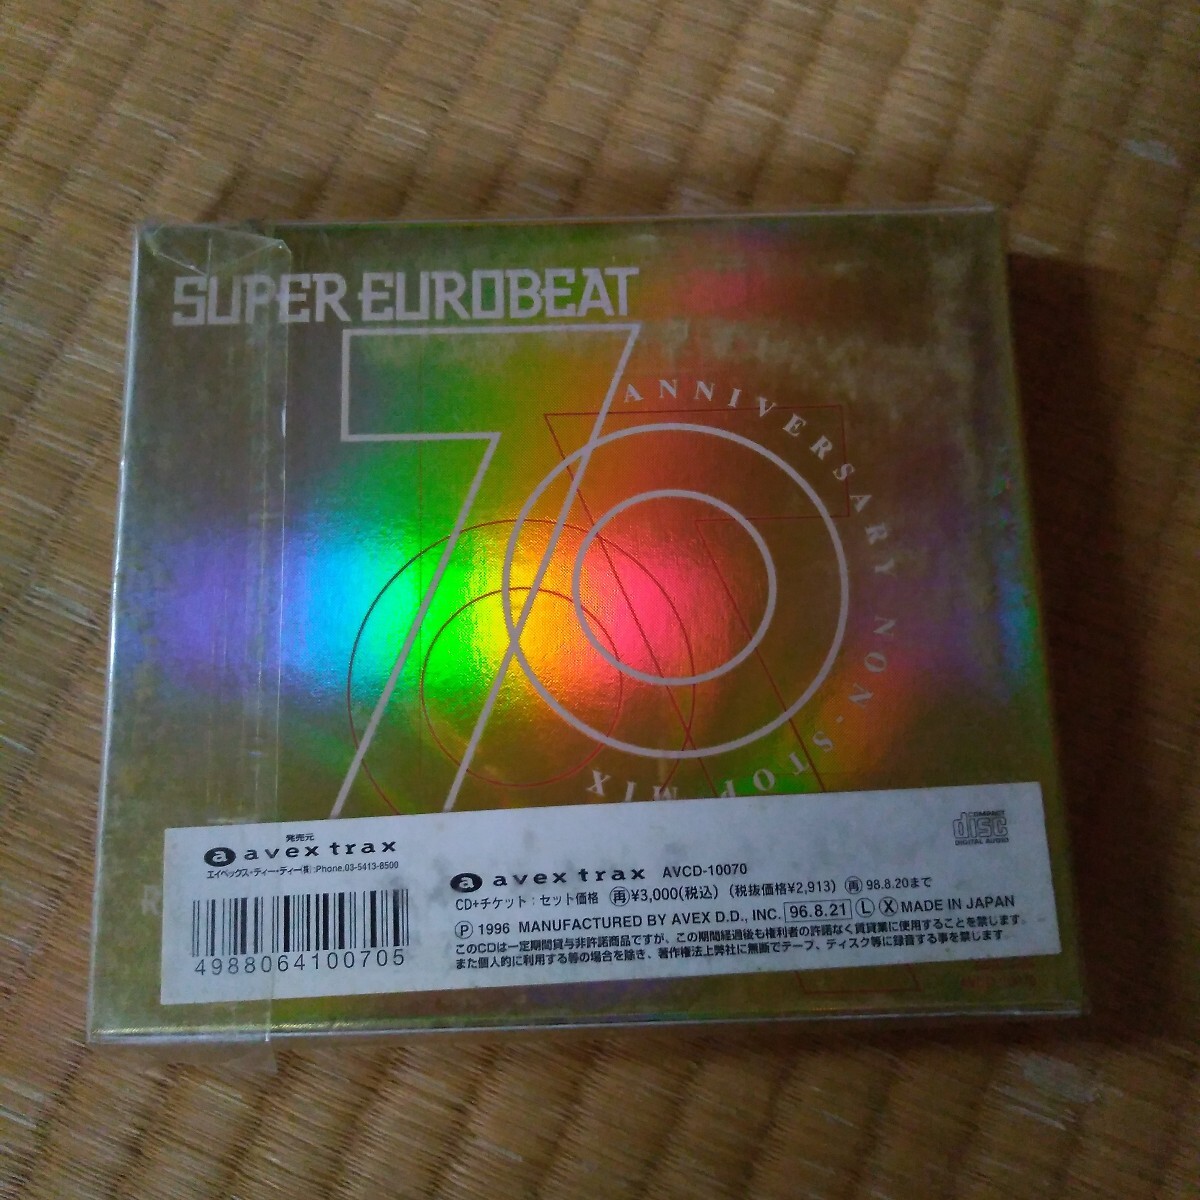 SUPER EUROBEAT
70
ANNIVERSARY NON-STOP MIX
発売元
a avex trax
エイベックス・ディー・ディー(株):Phone.03-5413-8500
4988064100705
a avex trax AVCD-10070
CD+チケット:セット価格 再¥3,000(税込) (税抜価格¥2,913) 再98.8.20まで
Ⓟ 1996 MANUFACTURED BY AVEX D.D., INC. 96.8.21 Ⓛ Ⓧ MADE IN JAPAN
このCDは一定期間貸与非許諾商品ですが、この期間経過後も権利者の許諾なく賃貸業に使用することを禁じます。
また個人的に利用する等の場合を除き、著作権法上弊社に無断でテープ、ディスク等に録音する事を禁じます。
COMPACT
disc
DIGITAL AUDIO